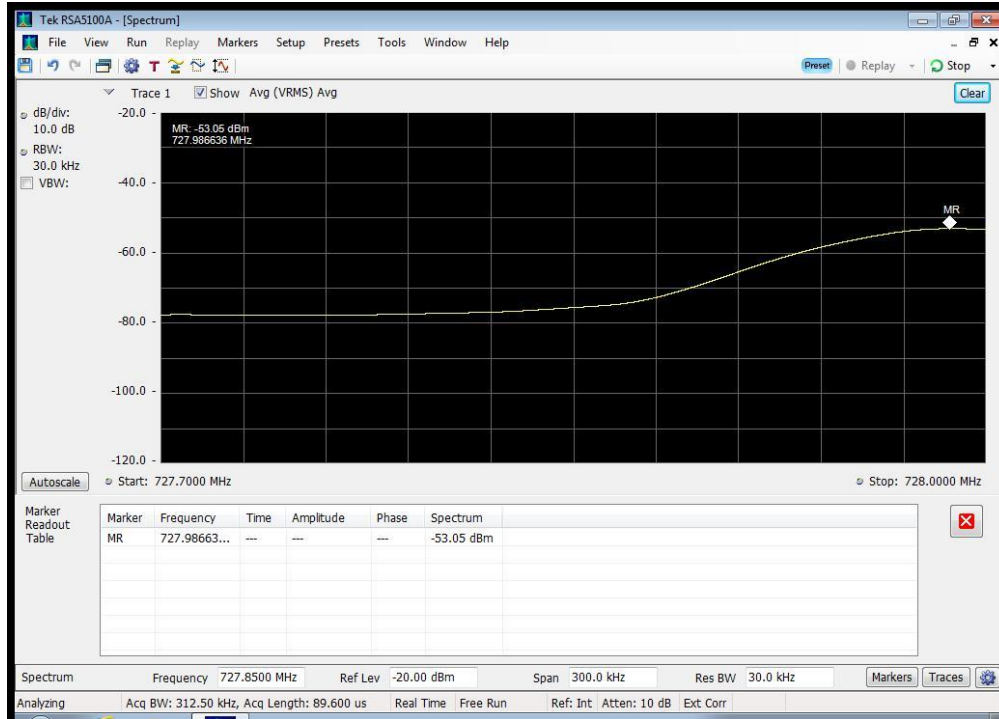 Tek RSA5100A - [Spectrum]
File View Run Replay Markers Setup Presets Tools Window Help
T Preset Replay Stop
Trace 1 Show Avg (VRMS) Avg Clear
dB/div:
10.0 dB
RBW:
30.0 kHz
VBW:
-20.0 -
MR: -53.05 dBm
727.986636 MHz
-40.0 -
MR
-60.0 -
-80.0 -
-100.0 -
-120.0 -
Autoscale Start: 727.7000 MHz Stop: 728.0000 MHz
Marker
Readout
Table
Marker Frequency Time Amplitude Phase Spectrum
MR 727.98663... --- --- --- -53.05 dBm
Spectrum Frequency 727.8500 MHz Ref Lev -20.00 dBm Span 300.0 kHz Res BW 30.0 kHz Markers Traces
Analyzing Acq BW: 312.50 kHz, Acq Length: 89.600 us Real Time Free Run Ref: Int Atten: 10 dB Ext Corr